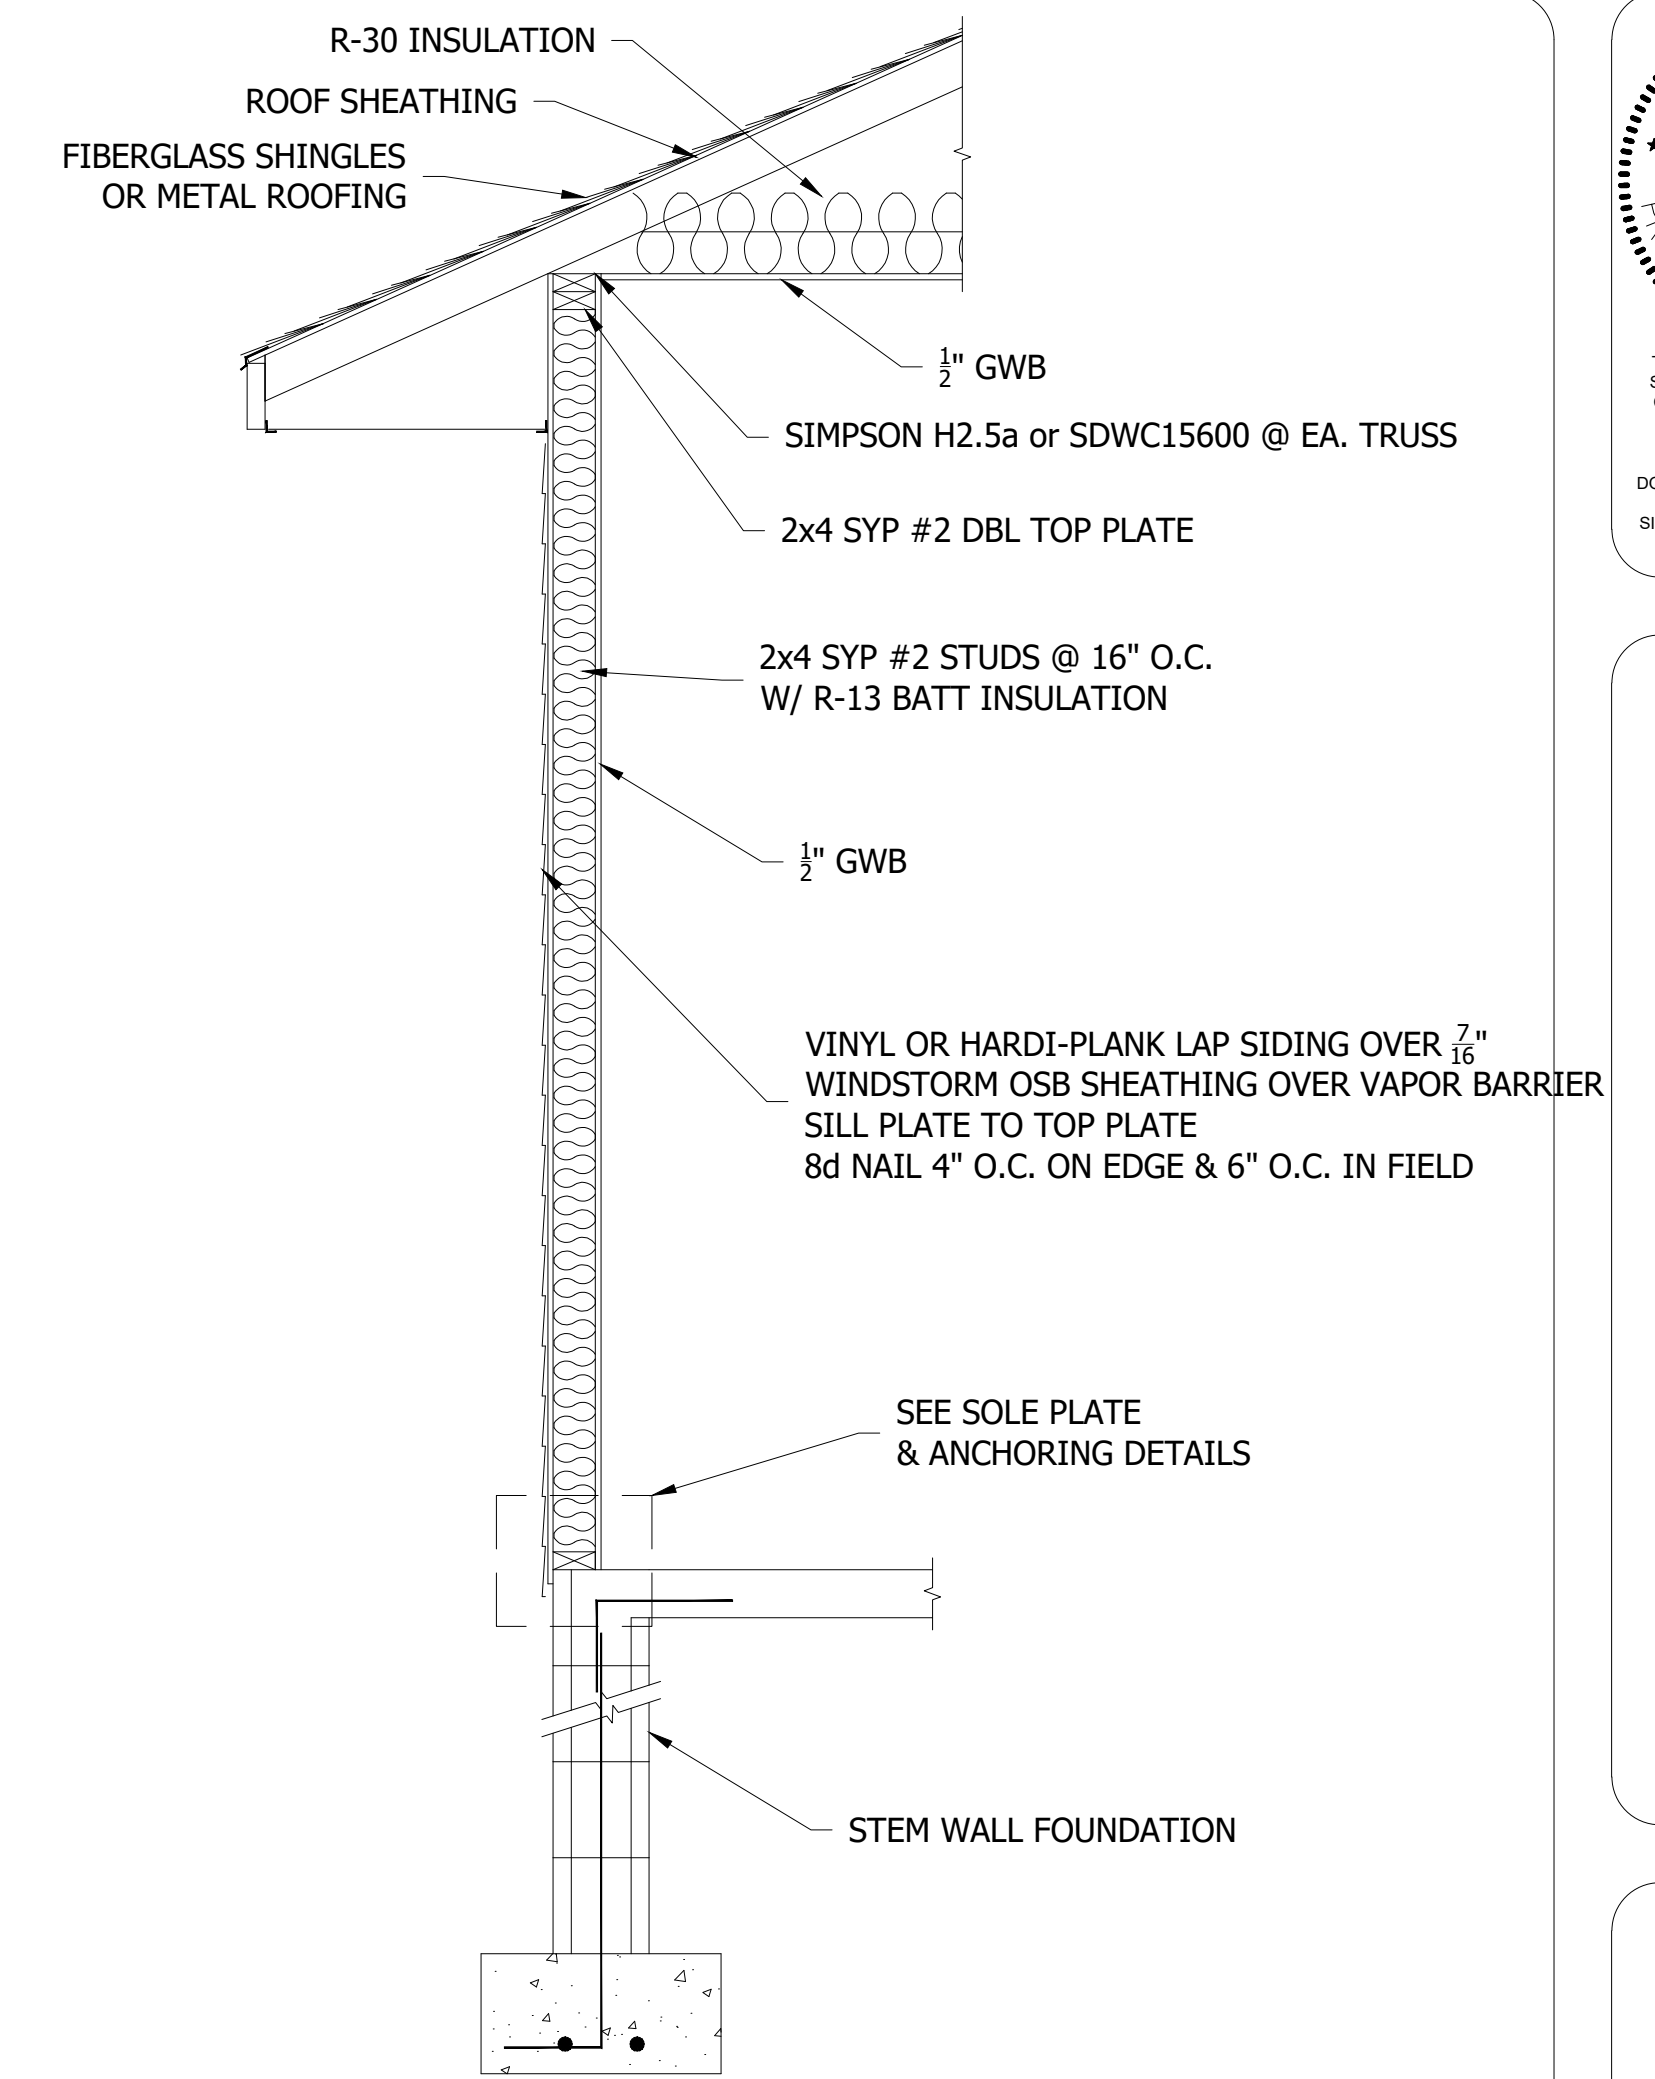 R-30 INSULATION
ROOF SHEATHING
FIBERGLASS SHINGLES
OR METAL ROOFING
½" GWB
SIMPSON H2.5a or SDWC15600 @ EA. TRUSS
2x4 SYP #2 DBL TOP PLATE
2x4 SYP #2 STUDS @ 16" O.C.
W/ R-13 BATT INSULATION
½" GWB
VINYL OR HARDI-PLANK LAP SIDING OVER 7/16"
WINDSTORM OSB SHEATHING OVER VAPOR BARRIER
SILL PLATE TO TOP PLATE
8d NAIL 4" O.C. ON EDGE & 6" O.C. IN FIELD
SEE SOLE PLATE
& ANCHORING DETAILS
STEM WALL FOUNDATION